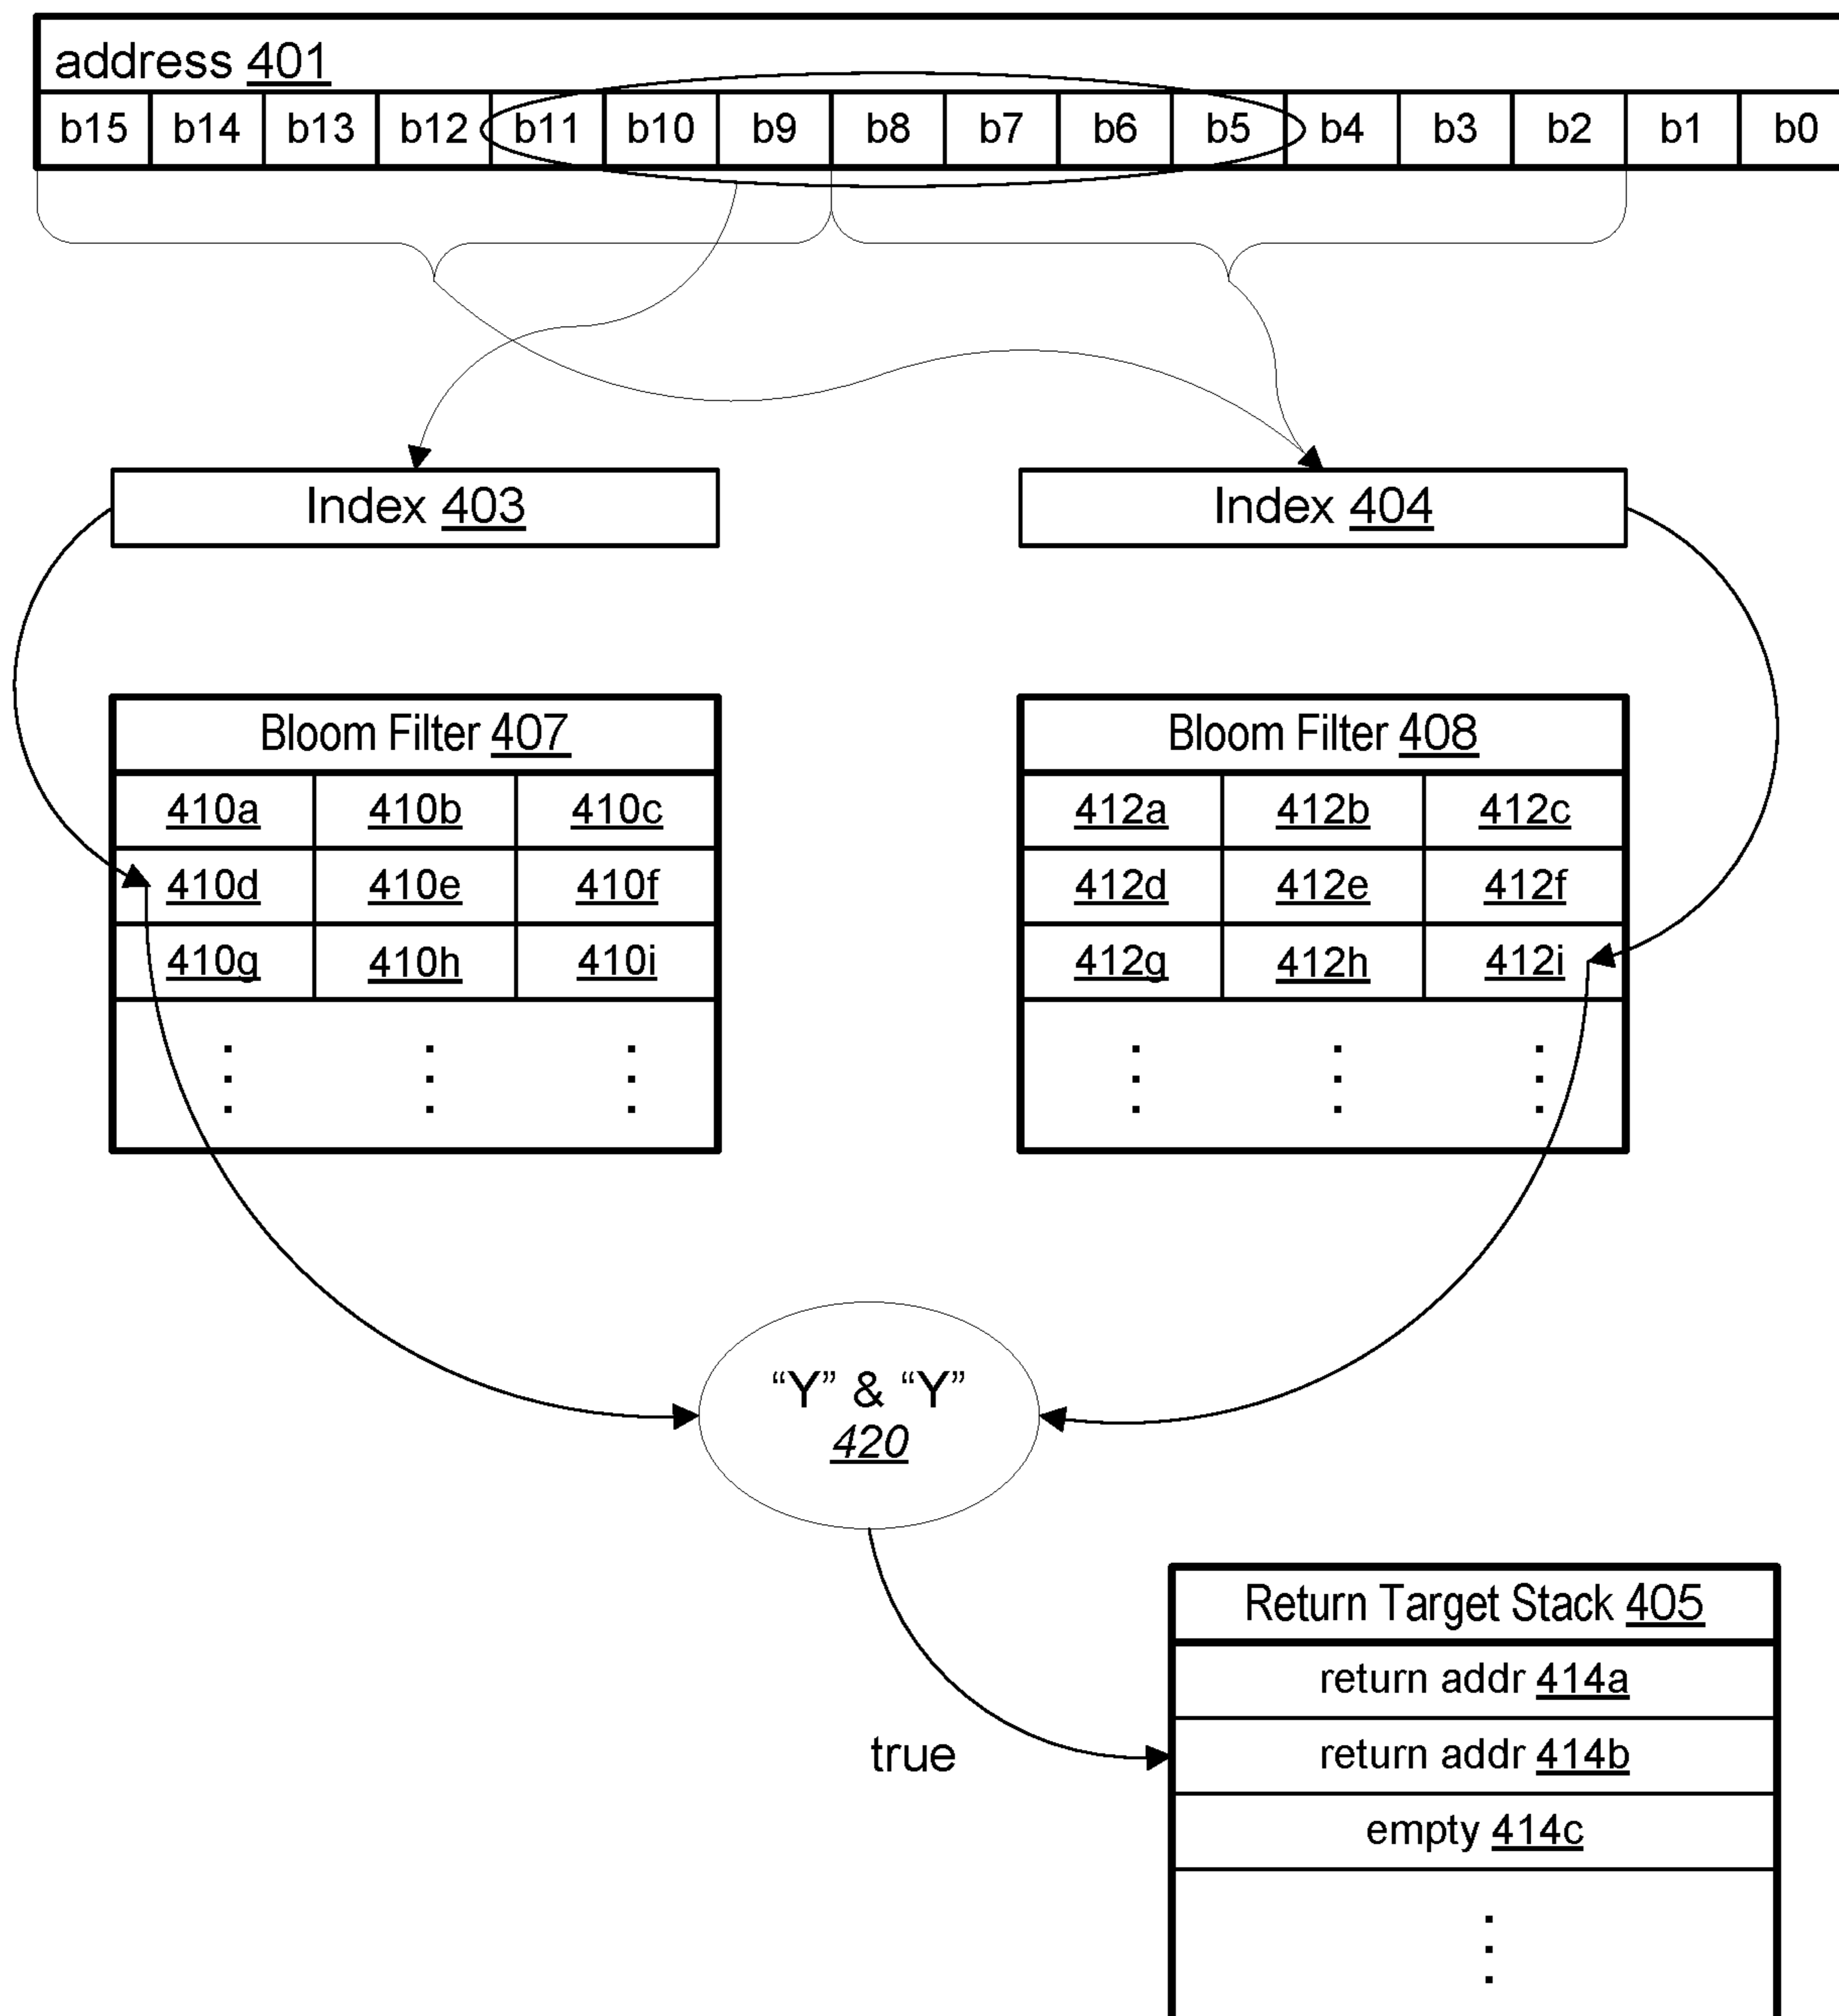 address 401
b15 b14 b13 b12 b11 b10 b9 b8 b7 b6 b5 b4 b3 b2 b1 b0
Index 403 Index 404
Bloom Filter 407 Bloom Filter 408
410a 410b 410c 412a 412b 412c
410d 410e 410f 412d 412e 412f
410g 410h 410i 412g 412h 412i
“Y” & “Y”
420
Return Target Stack 405
return addr 414a
true return addr 414b
empty 414c